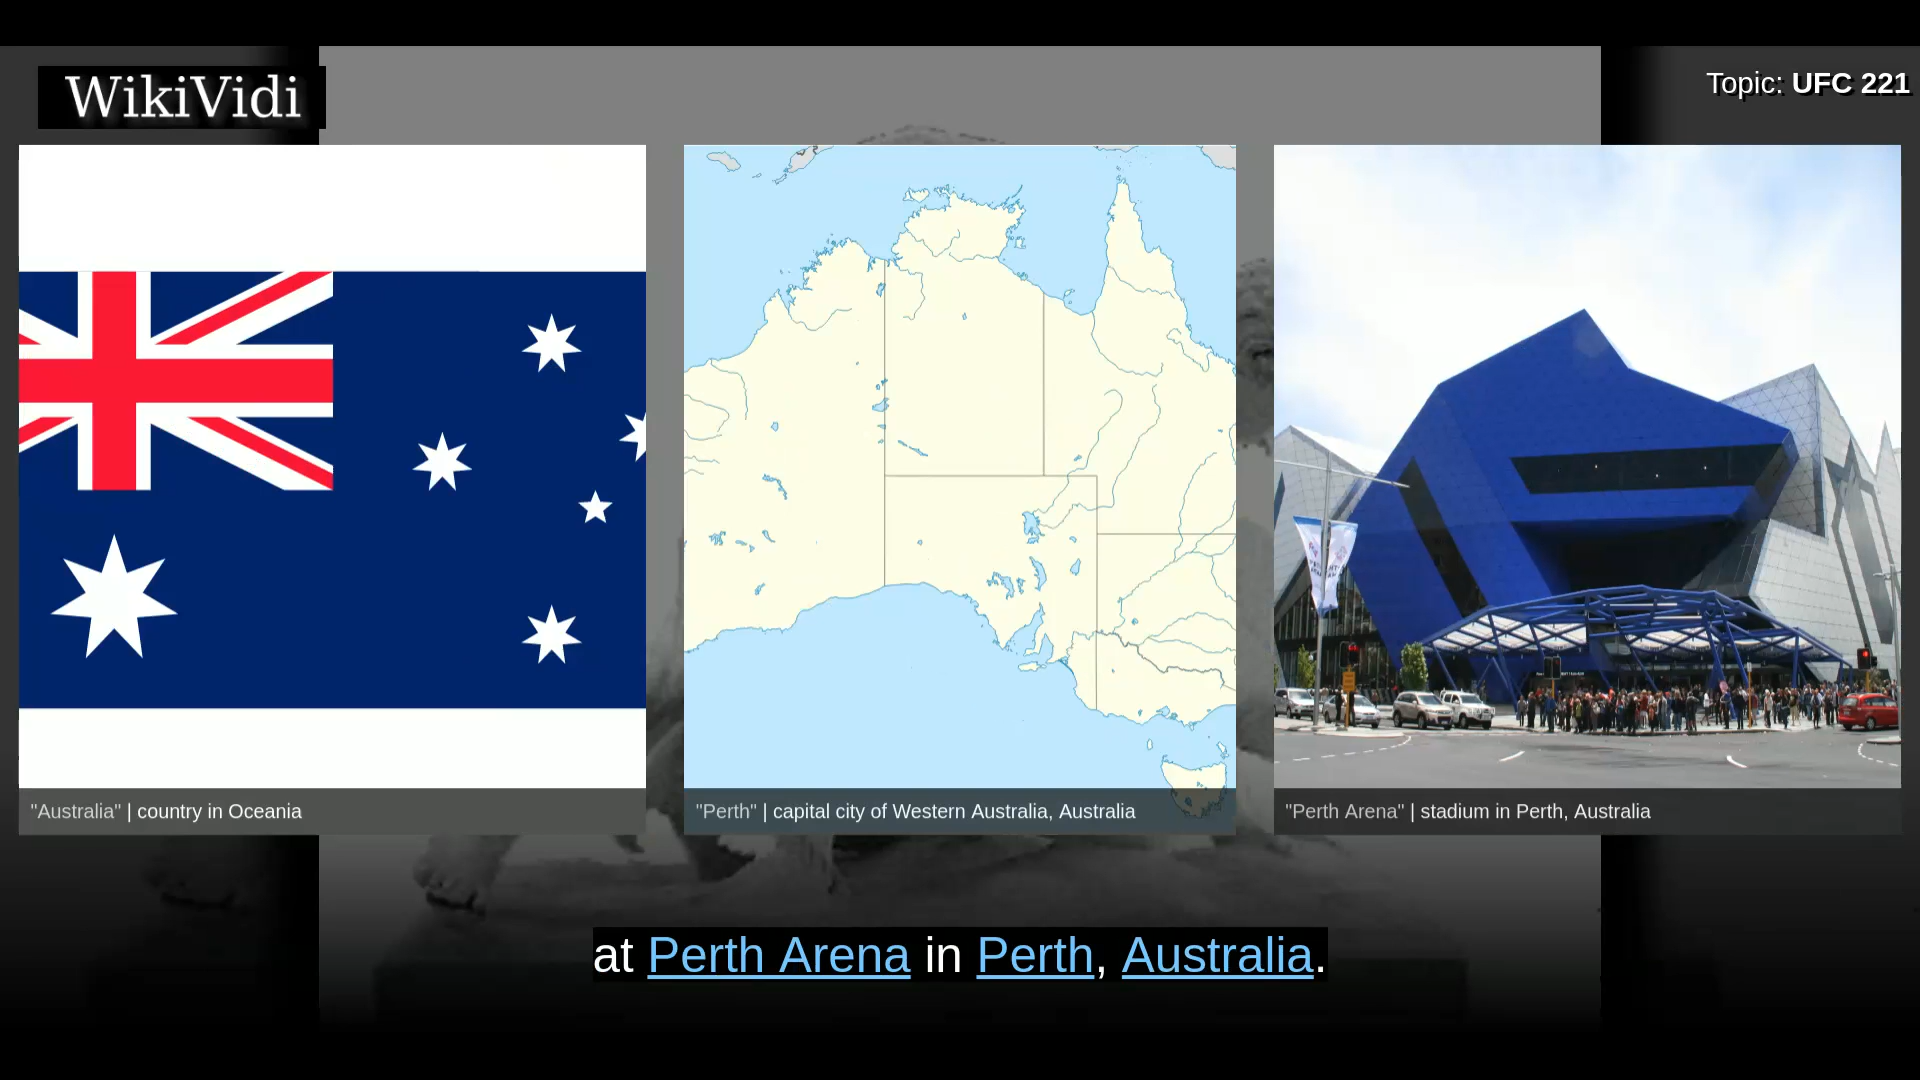 WikiVidi
Topic: UFC 221
"Australia" | country in Oceania
"Perth" | capital city of Western Australia, Australia
"Perth Arena" | stadium in Perth, Australia
at Perth Arena in Perth, Australia.